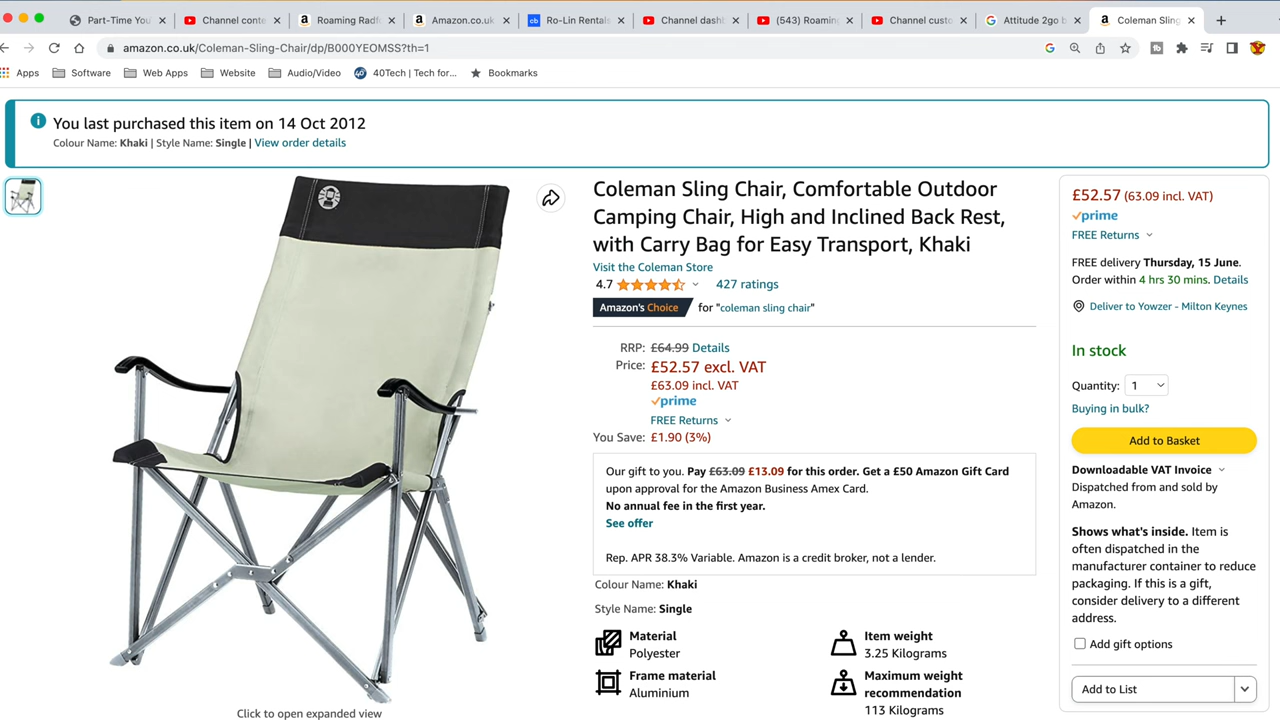 Part-Time You
Channel conte
Roaming Radf
Amazon.co.uk
Ro-Lin Rentals
Channel dashb
(543) Roamin
Channel custo
Attitude 2go b
Coleman Sling
amazon.co.uk/Coleman-Sling-Chair/dp/B000YEOMSS?th=1
Apps
Software
Web Apps
Website
Audio/Video
40Tech | Tech for...
Bookmarks
You last purchased this item on 14 Oct 2012
Colour Name: Khaki | Style Name: Single | View order details
Coleman Sling Chair, Comfortable Outdoor
Camping Chair, High and Inclined Back Rest,
with Carry Bag for Easy Transport, Khaki
Visit the Coleman Store
4.7 427 ratings
Amazon's Choice for "coleman sling chair"
RRP: £64.99 Details
Price: £52.57 excl. VAT
£63.09 incl. VAT
prime
FREE Returns
You Save: £1.90 (3%)
Our gift to you. Pay £63.09 £13.09 for this order. Get a £50 Amazon Gift Card
upon approval for the Amazon Business Amex Card.
No annual fee in the first year.
See offer
Rep. APR 38.3% Variable. Amazon is a credit broker, not a lender.
Colour Name: Khaki
Style Name: Single
Material
Polyester
Item weight
3.25 Kilograms
Frame material
Aluminium
Maximum weight
recommendation
113 Kilograms
Click to open expanded view
£52.57 (63.09 incl. VAT)
prime
FREE Returns
FREE delivery Thursday, 15 June.
Order within 4 hrs 30 mins. Details
Deliver to Yowzer - Milton Keynes
In stock
Quantity: 1
Buying in bulk?
Add to Basket
Downloadable VAT Invoice
Dispatched from and sold by
Amazon.
Shows what's inside. Item is
often dispatched in the
manufacturer container to reduce
packaging. If this is a gift,
consider delivery to a different
address.
Add gift options
Add to List